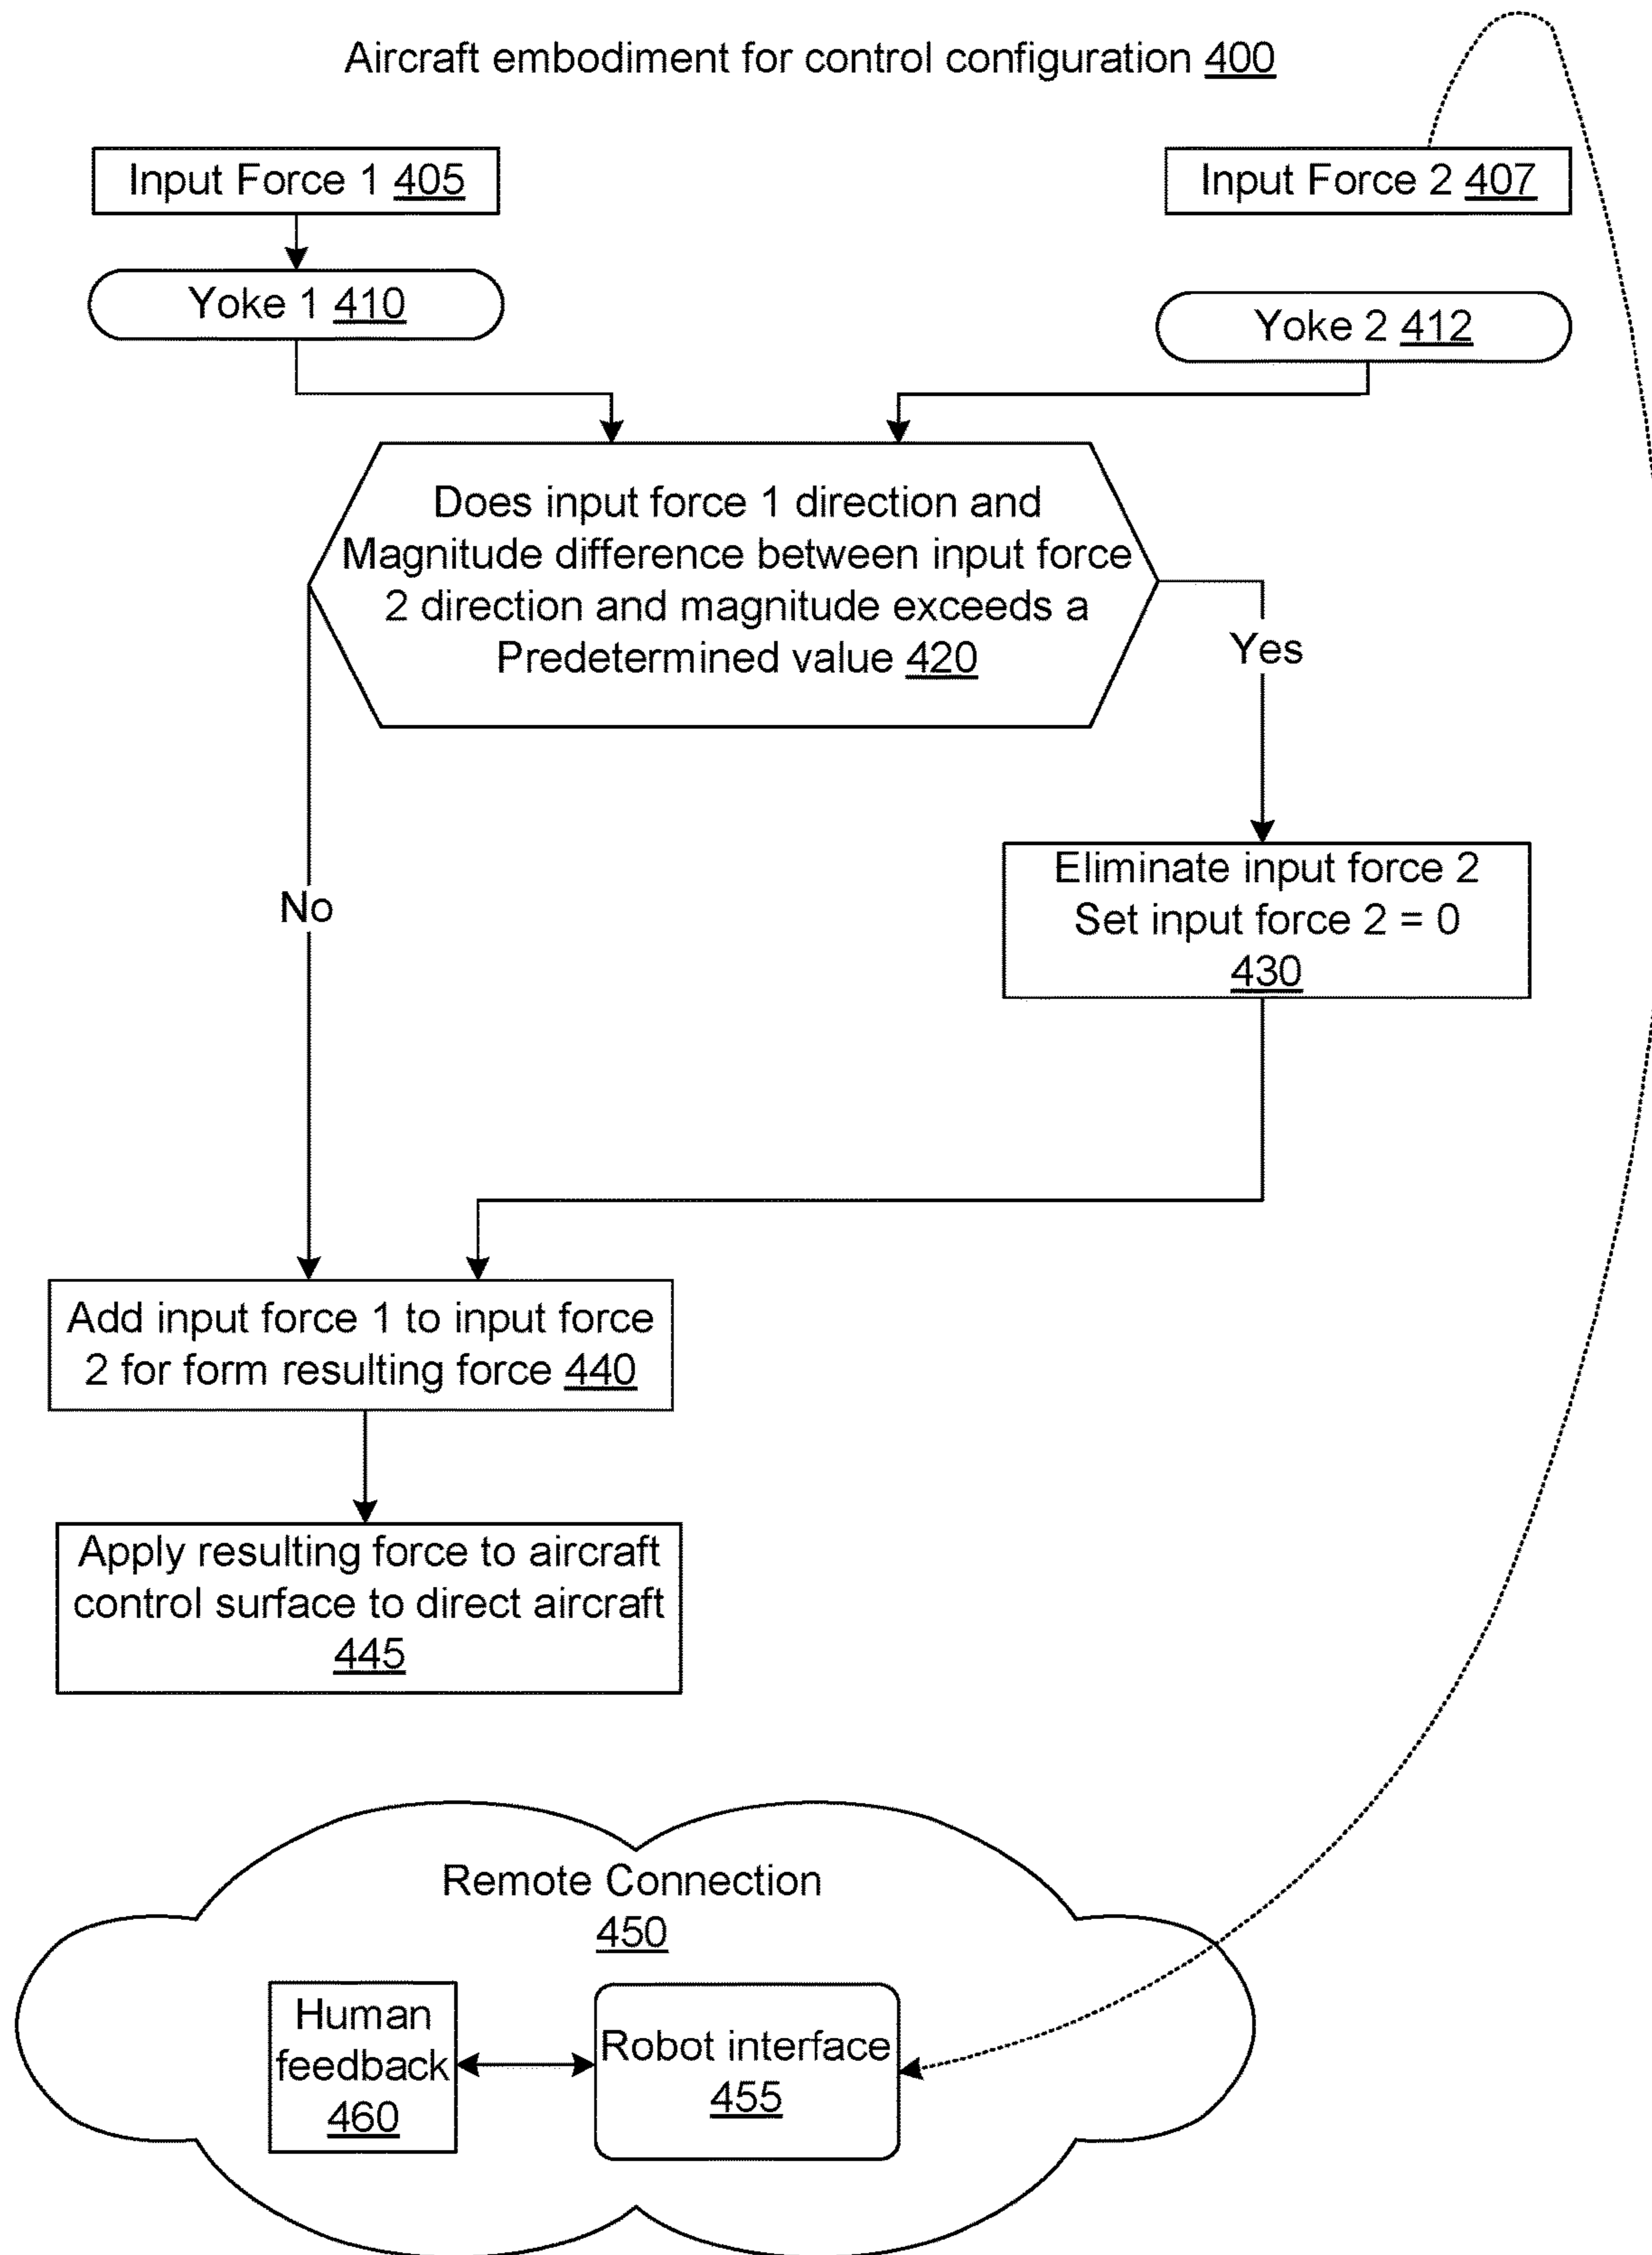 Aircraft embodiment for control configuration 400
Input Force 1 405
Input Force 2 407
Yoke 1 410
Yoke 2 412
Does input force 1 direction and
Magnitude difference between input force
2 direction and magnitude exceeds a
Predetermined value 420
Yes
No
Eliminate input force 2
Set input force 2 = 0
430
Add input force 1 to input force
2 for form resulting force 440
Apply resulting force to aircraft
control surface to direct aircraft
445
Remote Connection
450
Human
feedback
460
Robot interface
455